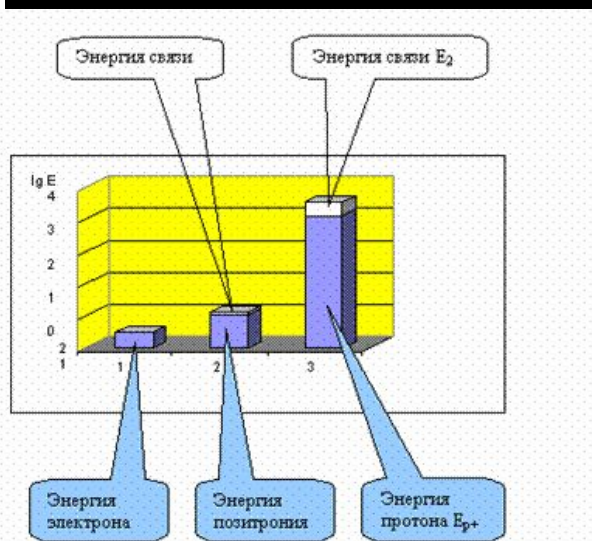 Энергия связи
Энергия связи E₂
lg E
4
3
2
1
0
2
1
1
2
3
Энергия
электрона
Энергия
позитрония
Энергия
протона Eₚ₊